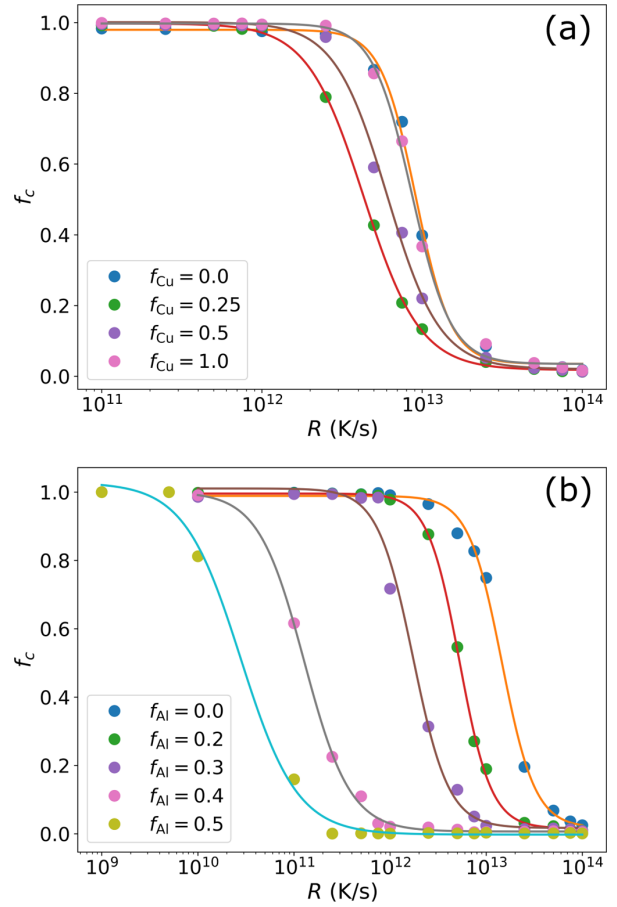 (a)
1.0
0.8
0.6
0.4
0.2
0.0
f_c
f_Cu = 0.0
f_Cu = 0.25
f_Cu = 0.5
f_Cu = 1.0
10^11
10^12
10^13
10^14
R (K/s)
(b)
1.0
0.8
0.6
0.4
0.2
0.0
f_c
f_Al = 0.0
f_Al = 0.2
f_Al = 0.3
f_Al = 0.4
f_Al = 0.5
10^9
10^10
10^11
10^12
10^13
10^14
R (K/s)